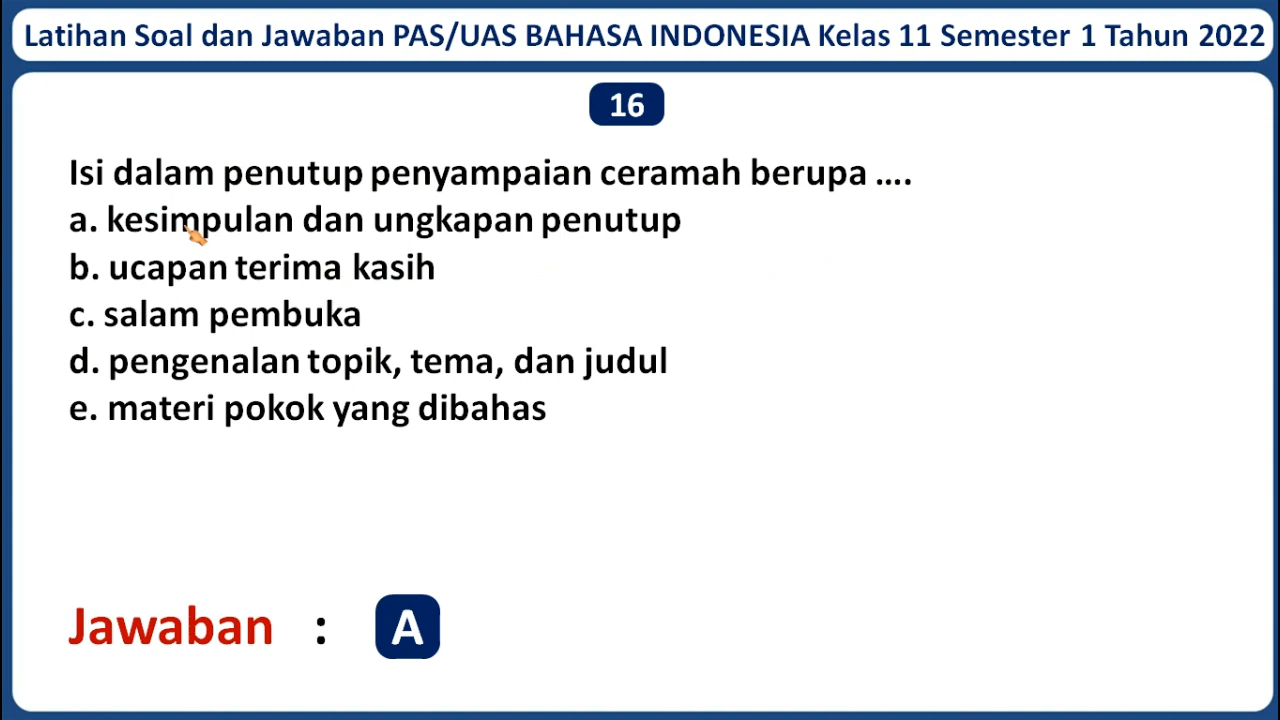 Latihan Soal dan Jawaban PAS/UAS BAHASA INDONESIA Kelas 11 Semester 1 Tahun 2022
16
Isi dalam penutup penyampaian ceramah berupa ....
a. kesimpulan dan ungkapan penutup
b. ucapan terima kasih
c. salam pembuka
d. pengenalan topik, tema, dan judul
e. materi pokok yang dibahas
Jawaban : A